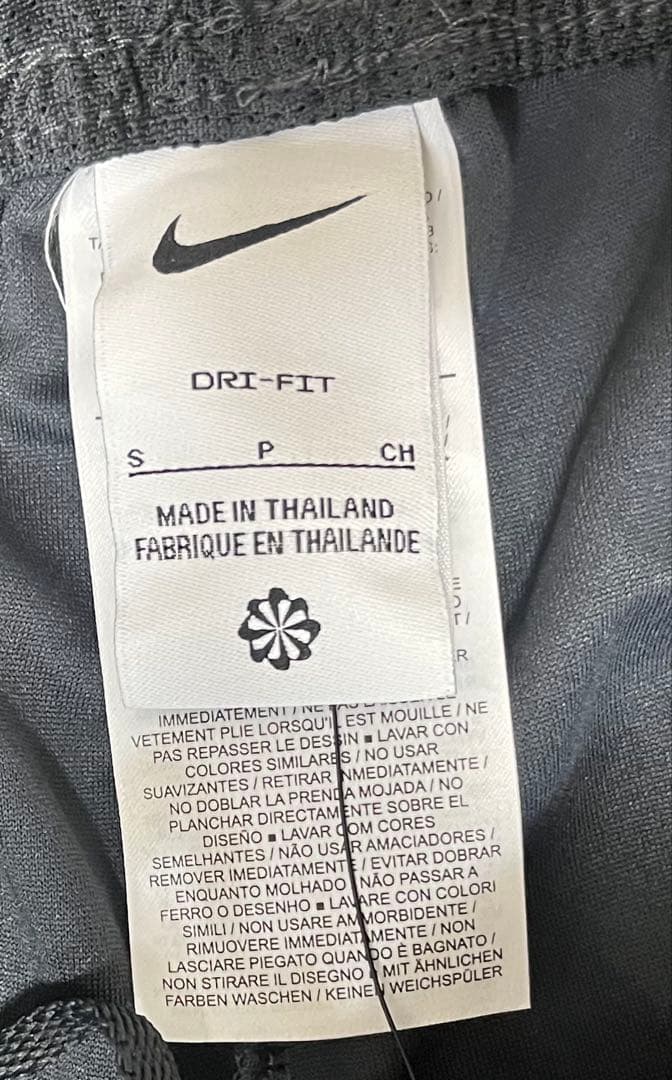 DRI-FIT
S P CH
MADE IN THAILAND
FABRIQUE EN THAILANDE
IMMEDIATEMENT / NE
VETEMENT PLIE LORSQU'IL EST MOUILLE / NE
PAS REPASSER LE DESSIN ■ LAVAR CON
COLORES SIMILARES / NO USAR
SUAVIZANTES / RETIRAR INMEDIATAMENTE /
NO DOBLAR LA PRENDA MOJADA / NO
PLANCHAR DIRECTAMENTE SOBRE EL
DISEÑO ■ LAVAR COM CORES
SEMELHANTES / NÃO USAR AMACIADORES /
REMOVER IMEDIATAMENTE / EVITAR DOBRAR
ENQUANTO MOLHADO / NÃO PASSAR A
FERRO O DESENHO ■ LAVARE CON COLORI
SIMILI / NON USARE AMMORBIDENTE /
RIMUOVERE IMMEDIATAMENTE / NON
LASCIARE PIEGATO QUANDO È BAGNATO /
NON STIRARE IL DISEGNO ■ MIT ÄHNLICHEN
FARBEN WASCHEN / KEINEN WEICHSPÜLER